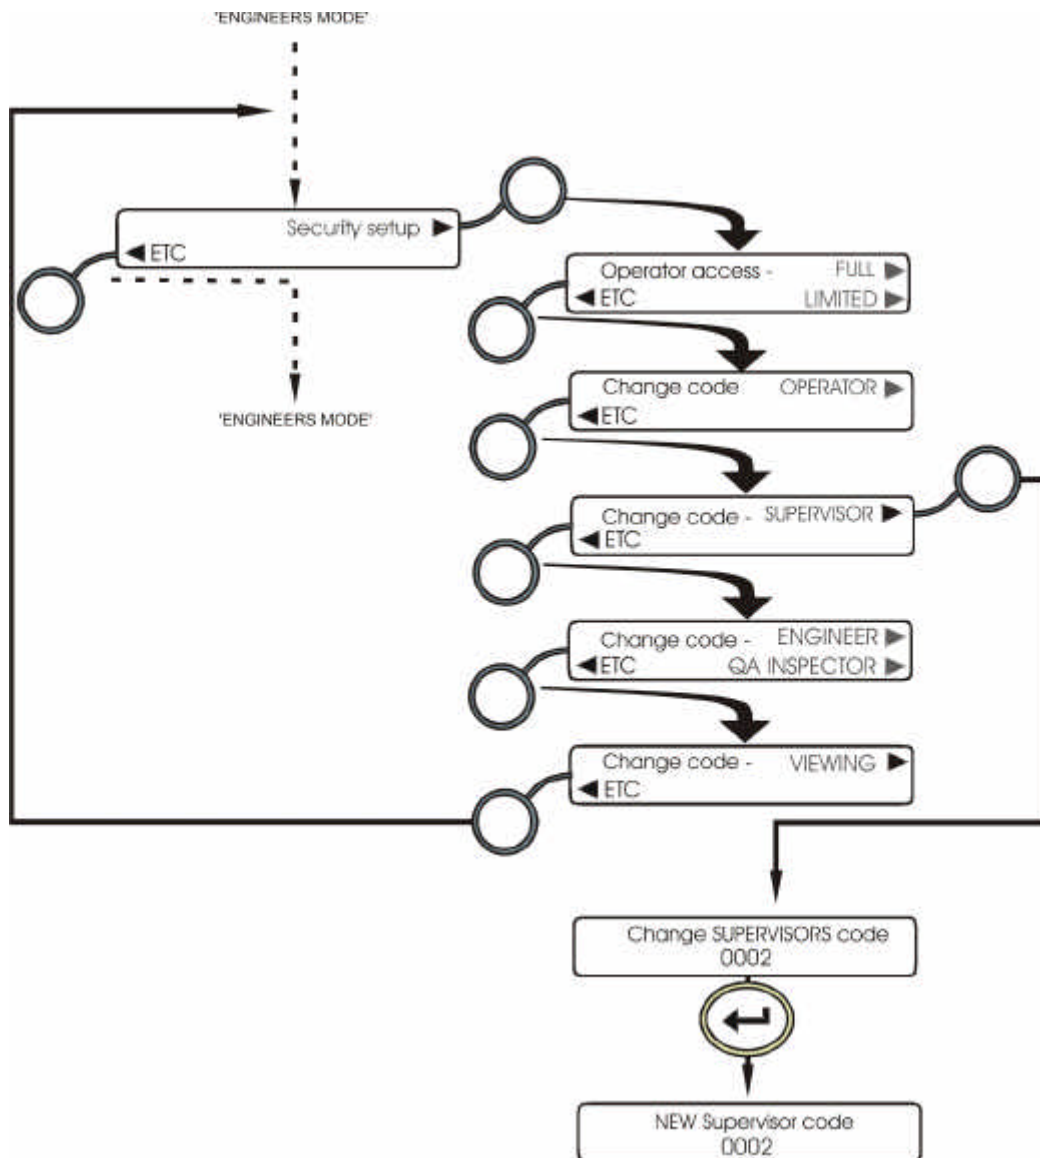 'ENGINEERS MODE'
Security setup ▶
◀ ETC
'ENGINEERS MODE'
Operator access - FULL ▶
◀ ETC LIMITED ▶
Change code OPERATOR ▶
◀ ETC
Change code - SUPERVISOR ▶
◀ ETC
Change code - ENGINEER ▶
◀ ETC QA INSPECTOR ▶
Change code - VIEWING ▶
◀ ETC
Change SUPERVISORS code
0002
NEW Supervisor code
0002